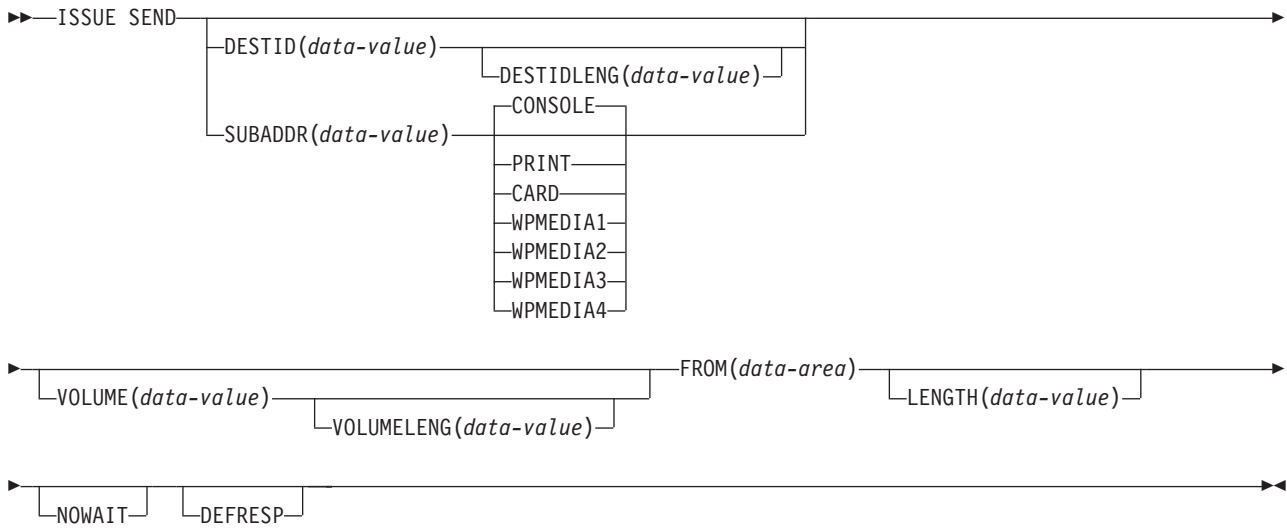 ISSUE SEND
DESTID(data-value)
DESTIDLENG(data-value)
CONSOLE
SUBADDR(data-value)
PRINT
CARD
WPMEDIA1
WPMEDIA2
WPMEDIA3
WPMEDIA4
FROM(data-area)
VOLUME(data-value)
LENGTH(data-value)
VOLUMELENG(data-value)
NOWAIT DEFRESP